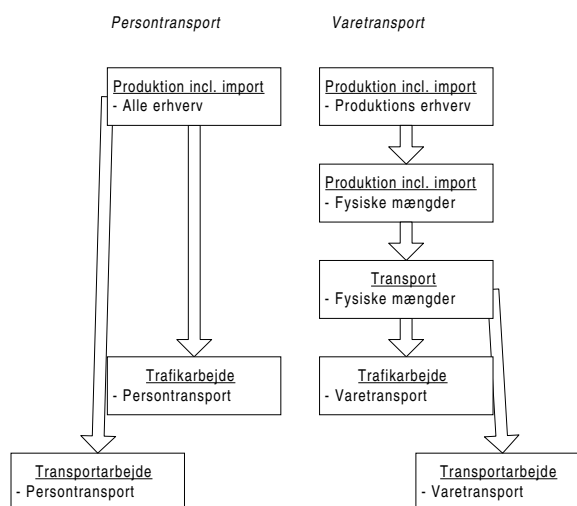 Persontransport
Varetransport
Produktion incl. import
- Alle erhverv
Produktion incl. import
- Produktions erhverv
Produktion incl. import
- Fysiske mængder
Transport
- Fysiske mængder
Trafikarbejde
- Persontransport
Trafikarbejde
- Varetransport
Transportarbejde
- Persontransport
Transportarbejde
- Varetransport